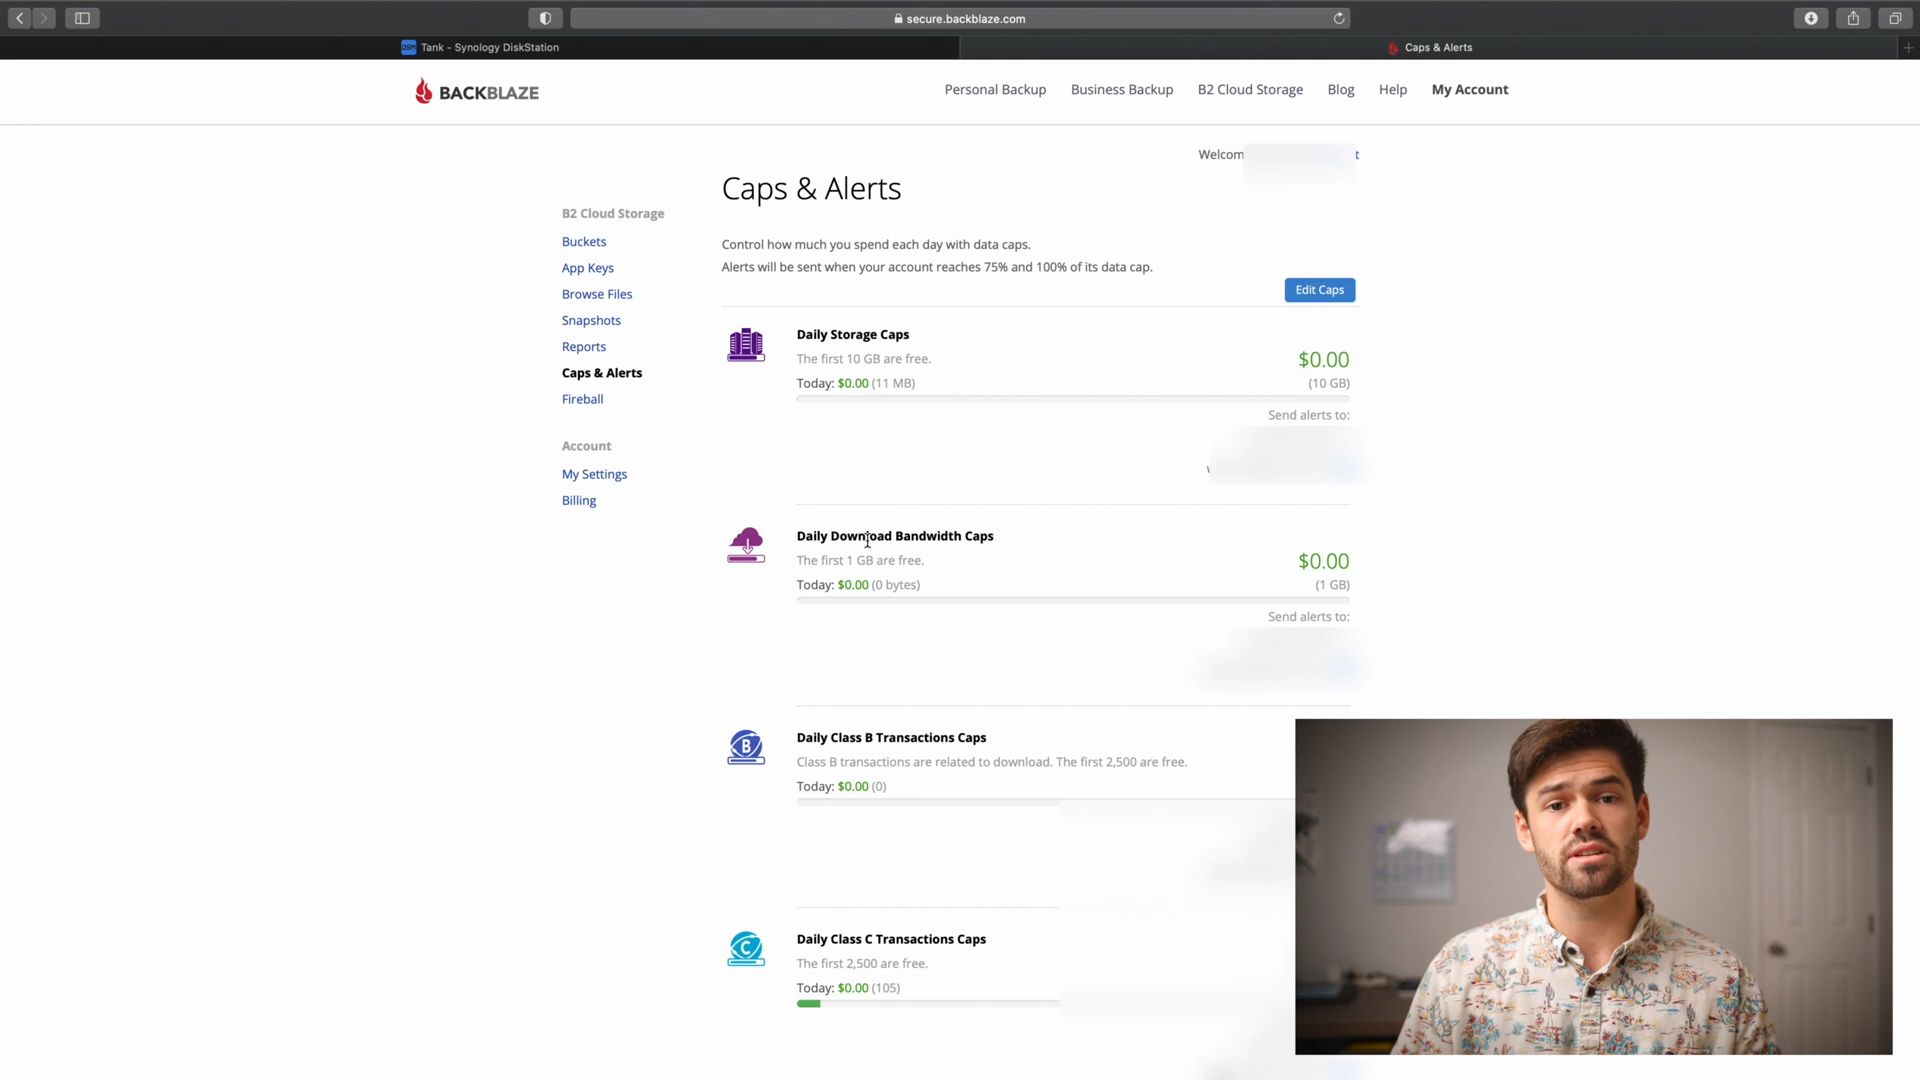 secure.backblaze.com
DSM Tank - Synology DiskStation
Caps & Alerts
BACKBLAZE
Personal Backup Business Backup B2 Cloud Storage Blog Help My Account
Welcom t
Caps & Alerts
B2 Cloud Storage
Buckets
App Keys
Browse Files
Snapshots
Reports
Caps & Alerts
Fireball
Account
My Settings
Billing
Control how much you spend each day with data caps.
Alerts will be sent when your account reaches 75% and 100% of its data cap.
Edit Caps
Daily Storage Caps
The first 10 GB are free.
$0.00
Today: $0.00 (11 MB)
(10 GB)
Send alerts to:
Daily Download Bandwidth Caps
The first 1 GB are free.
$0.00
Today: $0.00 (0 bytes)
(1 GB)
Send alerts to:
B
Daily Class B Transactions Caps
Class B transactions are related to download. The first 2,500 are free.
Today: $0.00 (0)
C
Daily Class C Transactions Caps
The first 2,500 are free.
Today: $0.00 (105)